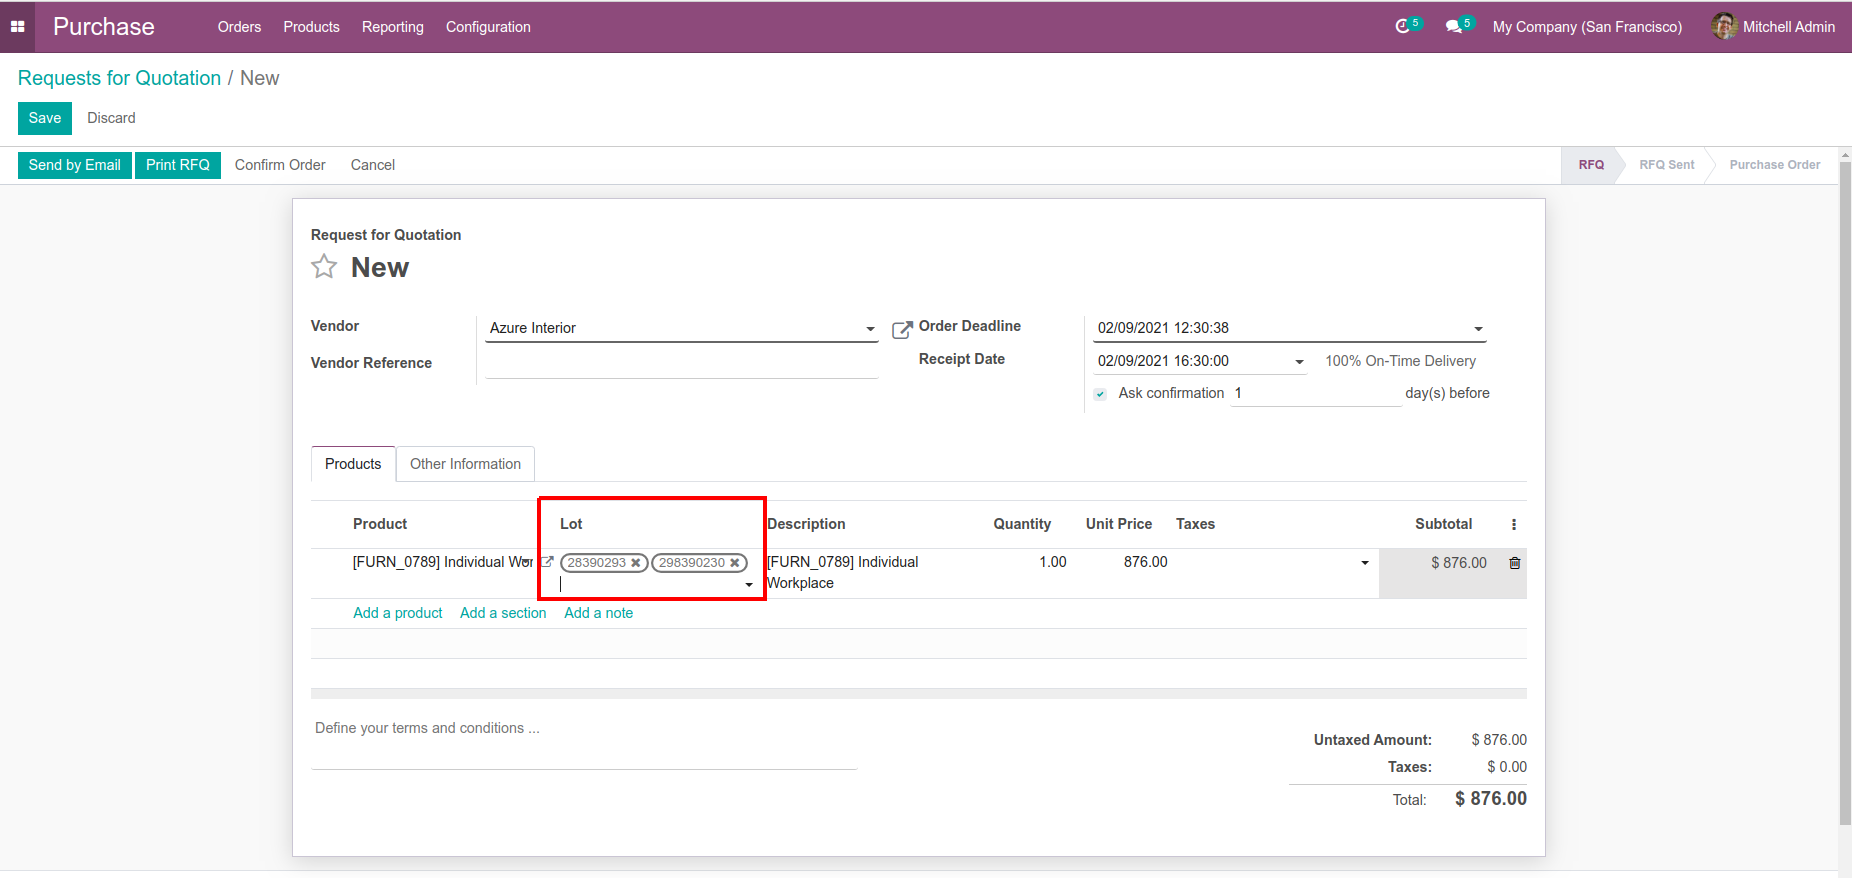 Purchase Orders Products Reporting Configuration 5 5 My Company (San Francisco) Mitchell Admin
Requests for Quotation / New
Save Discard
Send by Email Print RFQ Confirm Order Cancel RFQ RFQ Sent Purchase Order
Request for Quotation
New
Vendor Azure Interior Order Deadline 02/09/2021 12:30:38
Vendor Reference Receipt Date 02/09/2021 16:30:00 100% On-Time Delivery
Ask confirmation 1 day(s) before
Products Other Information
Product Lot Description Quantity Unit Price Taxes Subtotal
[FURN_0789] Individual Wor 28390293 298390230 [FURN_0789] Individual 1.00 876.00 $ 876.00
Workplace
Add a product Add a section Add a note
Define your terms and conditions ...
Untaxed Amount: $ 876.00
Taxes: $ 0.00
Total: $ 876.00